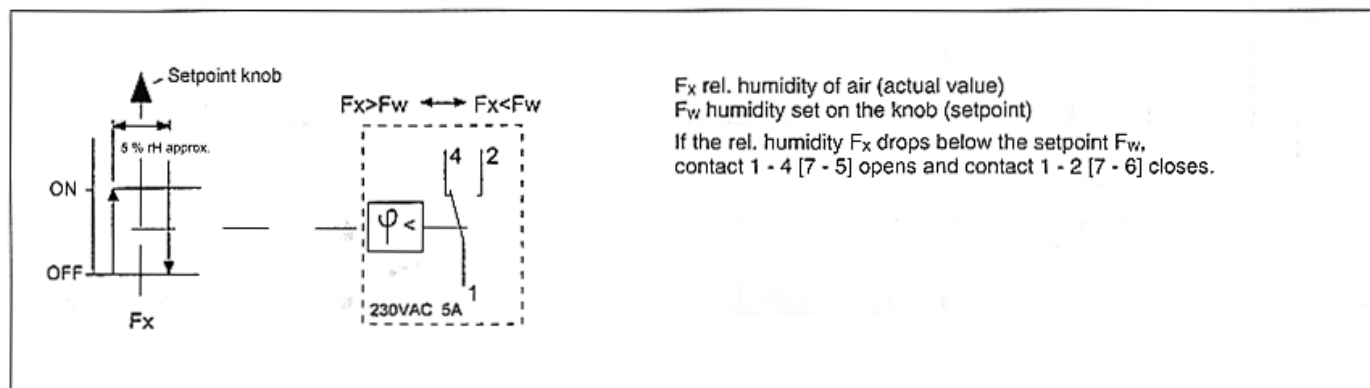 Setpoint knob
5 % rH approx.
ON
OFF
Fx
Fx>Fw ⟷ Fx<Fw
4 2
φ <
1
230VAC 5A
Fx rel. humidity of air (actual value)
Fw humidity set on the knob (setpoint)
If the rel. humidity Fx drops below the setpoint Fw,
contact 1 - 4 [7 - 5] opens and contact 1 - 2 [7 - 6] closes.